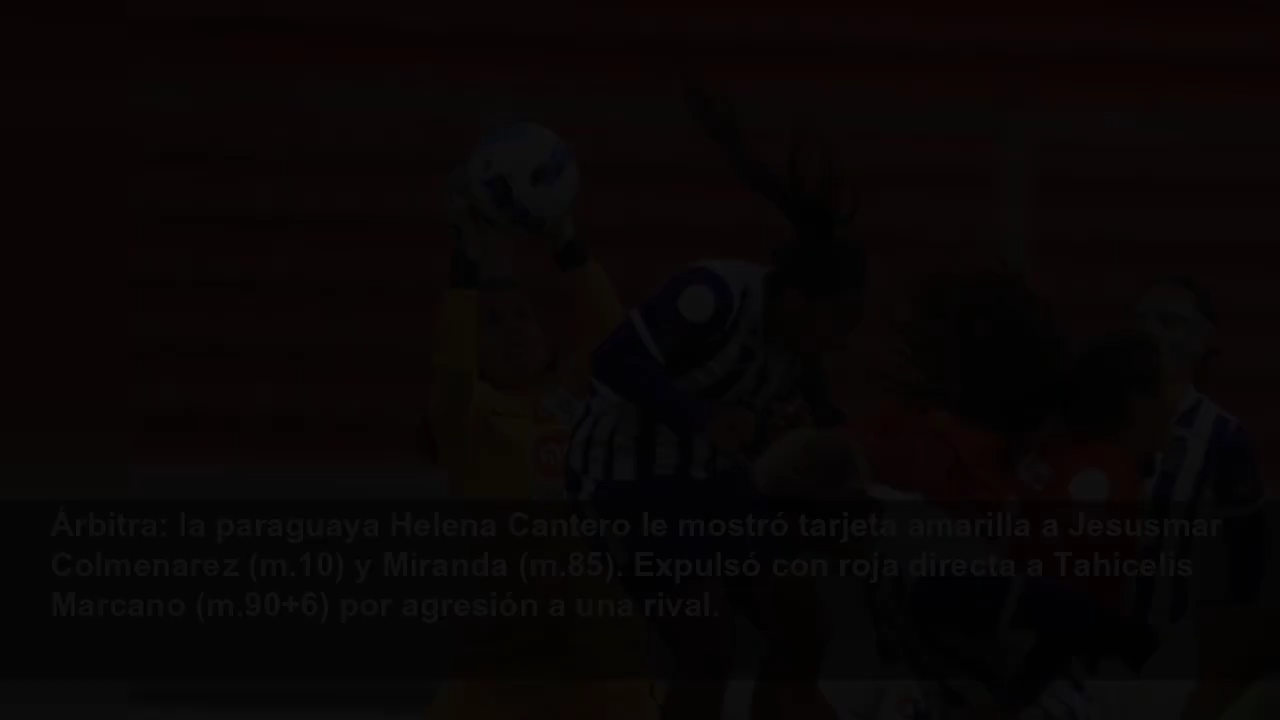 Árbitra: la paraguaya Helena Cantero le mostró tarjeta amarilla a Jesusmar
Colmenarez (m.10) y Miranda (m.85). Expulsó con roja directa a Tahicelis
Marcano (m.90+6) por agresión a una rival.